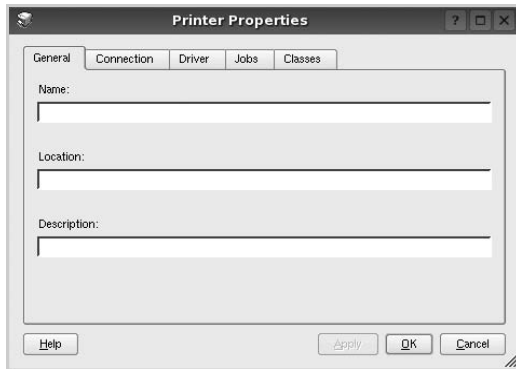 Printer Properties
General Connection Driver Jobs Classes
Name:
Location:
Description:
Help Apply OK Cancel